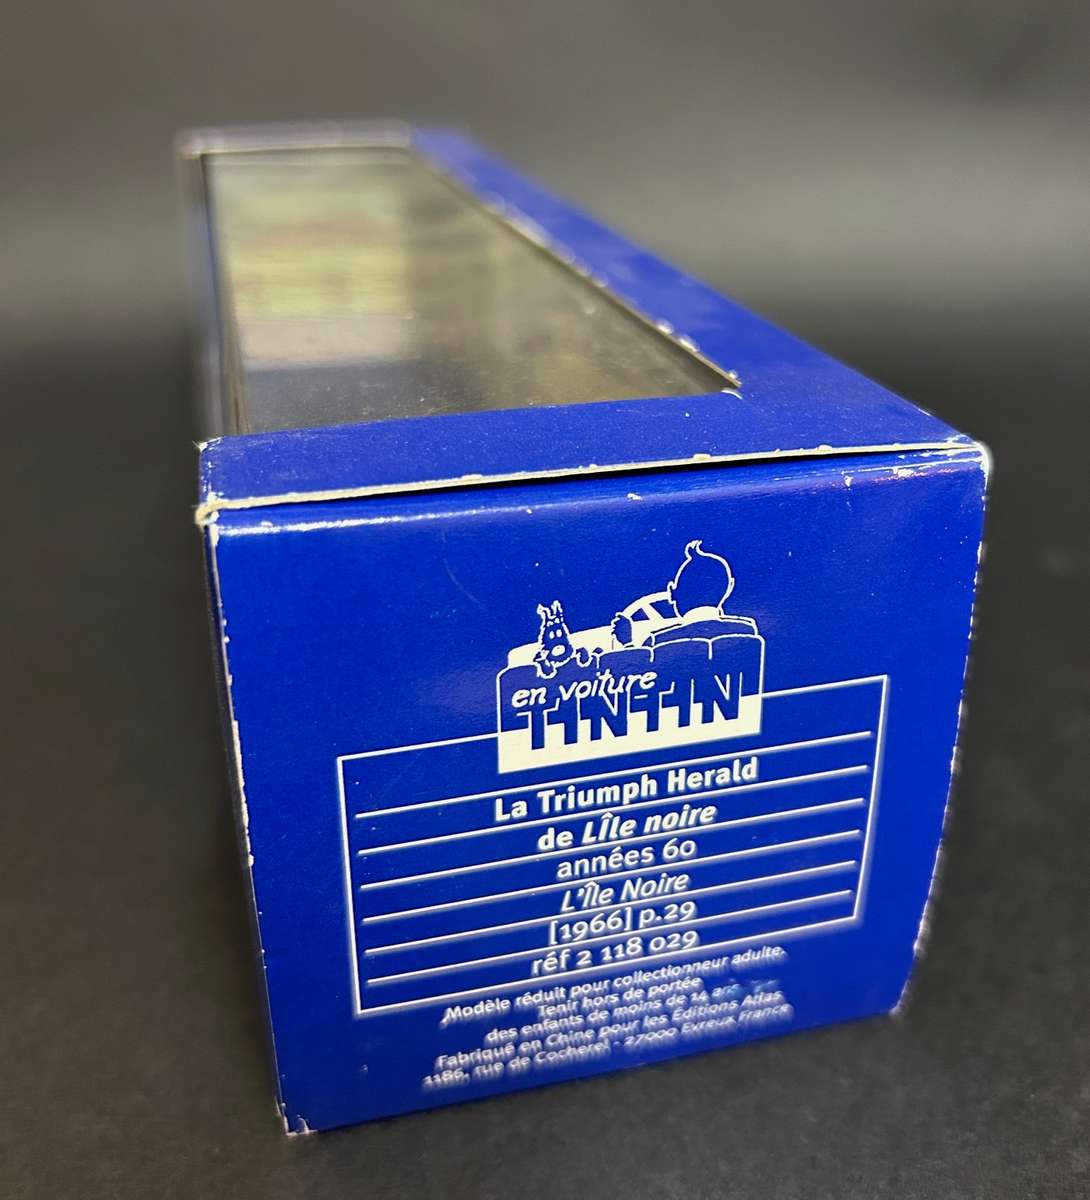 en voiture
TINTIN
La Triumph Herald
de LÎle noire
années 60
L'Île Noire
[1966] p.29
réf 2 118 029
Modèle réduit pour collectionneur adulte.
Tenir hors de portée
des enfants de moins de 14 ans
Fabriqué en Chine pour les Éditions Atlas
1186, rue de Cocherel - 27000 Evreux France